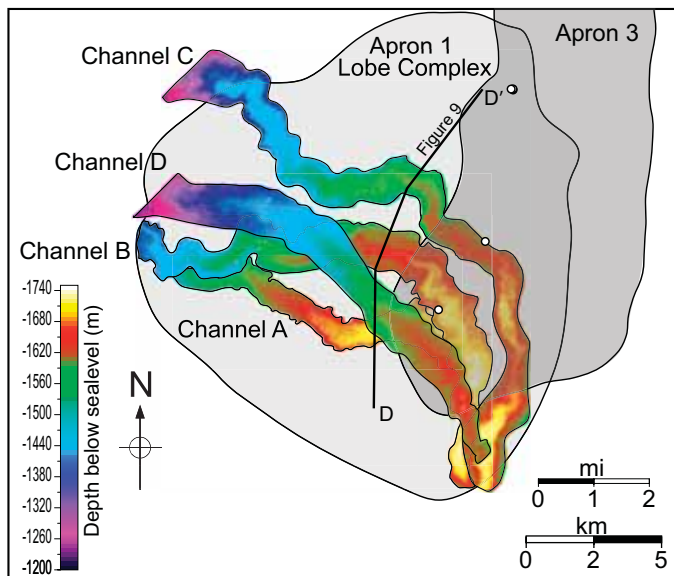 Channel C
Apron 1
Lobe Complex
Apron 3
D'
Figure 9
Channel D
Channel B
Channel A
D
-1740
-1680
-1620
-1560
-1500
-1440
-1380
-1320
-1260
-1200
Depth below sealevel (m)
N
mi
0 1 2
km
0 2 5